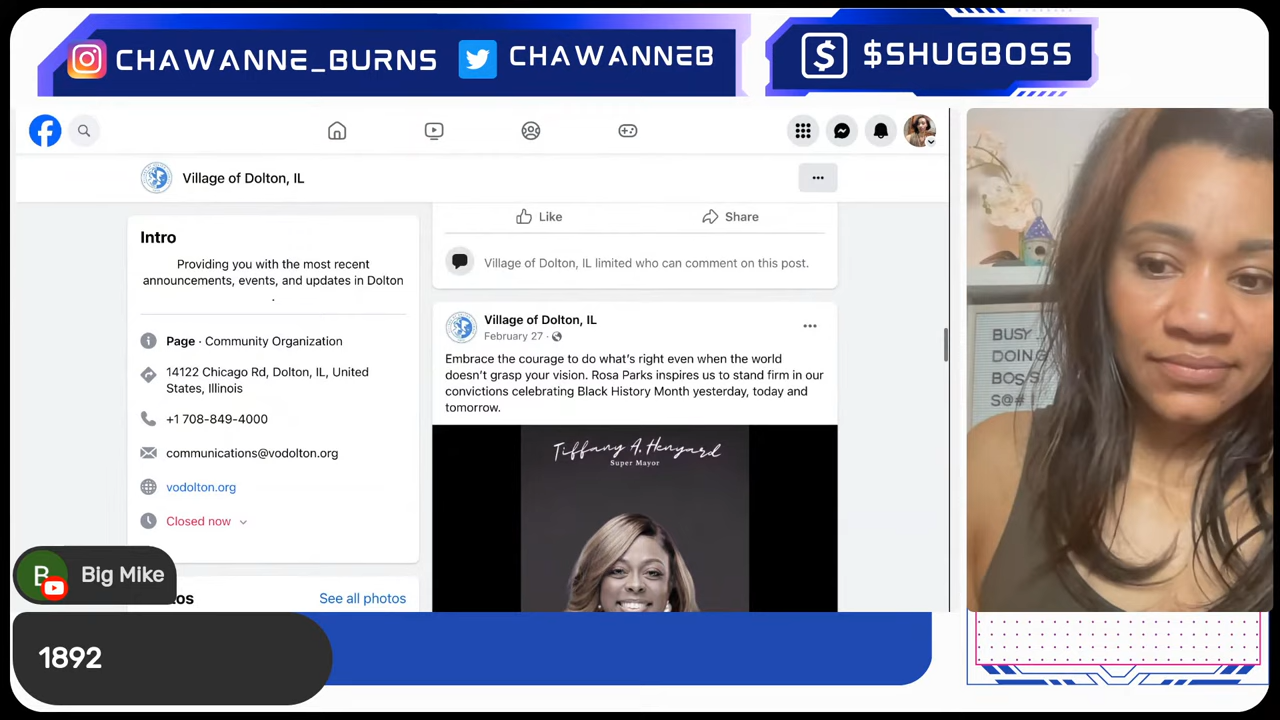 CHAWANNE_BURNS
CHAWANNEB
$SHUGBOSS
Village of Dolton, IL
Intro
Providing you with the most recent
announcements, events, and updates in Dolton
.
Page · Community Organization
14122 Chicago Rd, Dolton, IL, United
States, Illinois
+1 708-849-4000
communications@vodolton.org
vodolton.org
Closed now
See all photos
Like
Share
Village of Dolton, IL limited who can comment on this post.
Village of Dolton, IL
February 27 ·
Embrace the courage to do what's right even when the world
doesn't grasp your vision. Rosa Parks inspires us to stand firm in our
convictions celebrating Black History Month yesterday, today and
tomorrow.
Tiffany A. Henyard
Super Mayor
BUSY
DOING
BOSS
S@#
B
Big Mike
1892